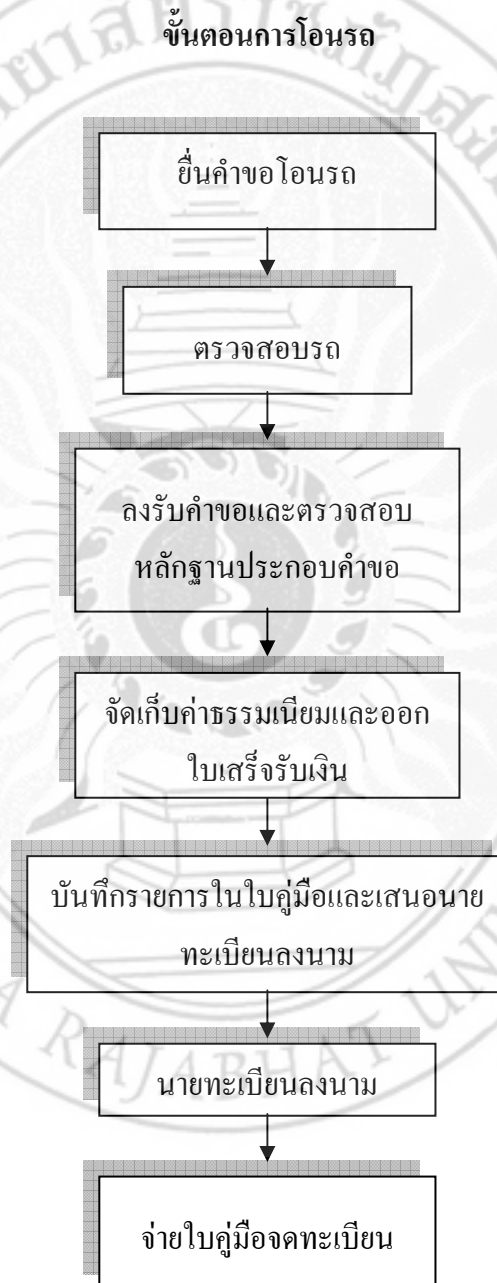 ขั้นตอนการโอนรถ
ยื่นคำขอโอนรถ
ตรวจสอบรถ
ลงรับคำขอและตรวจสอบ
หลักฐานประกอบคำขอ
จัดเก็บค่าธรรมเนียมและออก
ใบเสร็จรับเงิน
บันทึกรายการในใบคู่มือและเสนอนาย
ทะเบียนลงนาม
นายทะเบียนลงนาม
จ่ายใบคู่มือจดทะเบียน
RAJABHAT UN